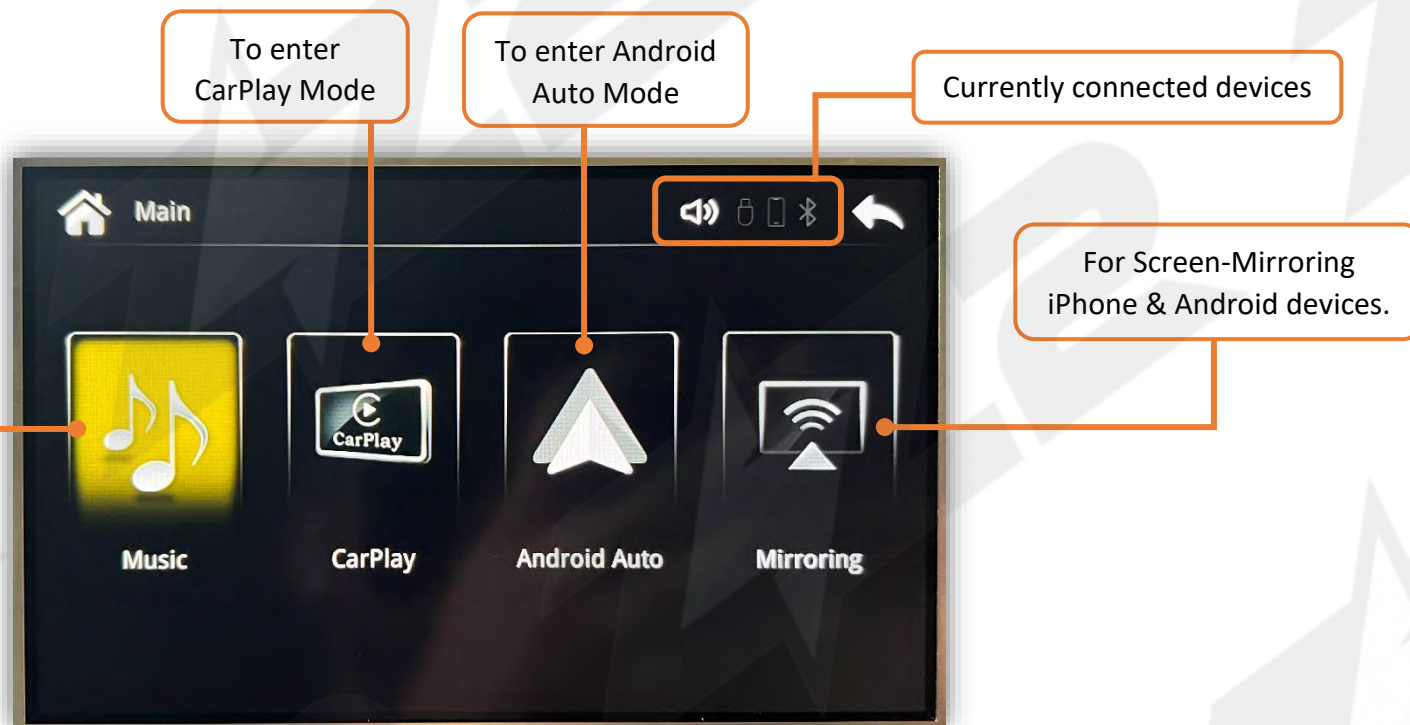 To enter
CarPlay Mode
To enter Android
Auto Mode
Currently connected devices
Main
For Screen-Mirroring
iPhone & Android devices.
CarPlay
Music
CarPlay
Android Auto
Mirroring